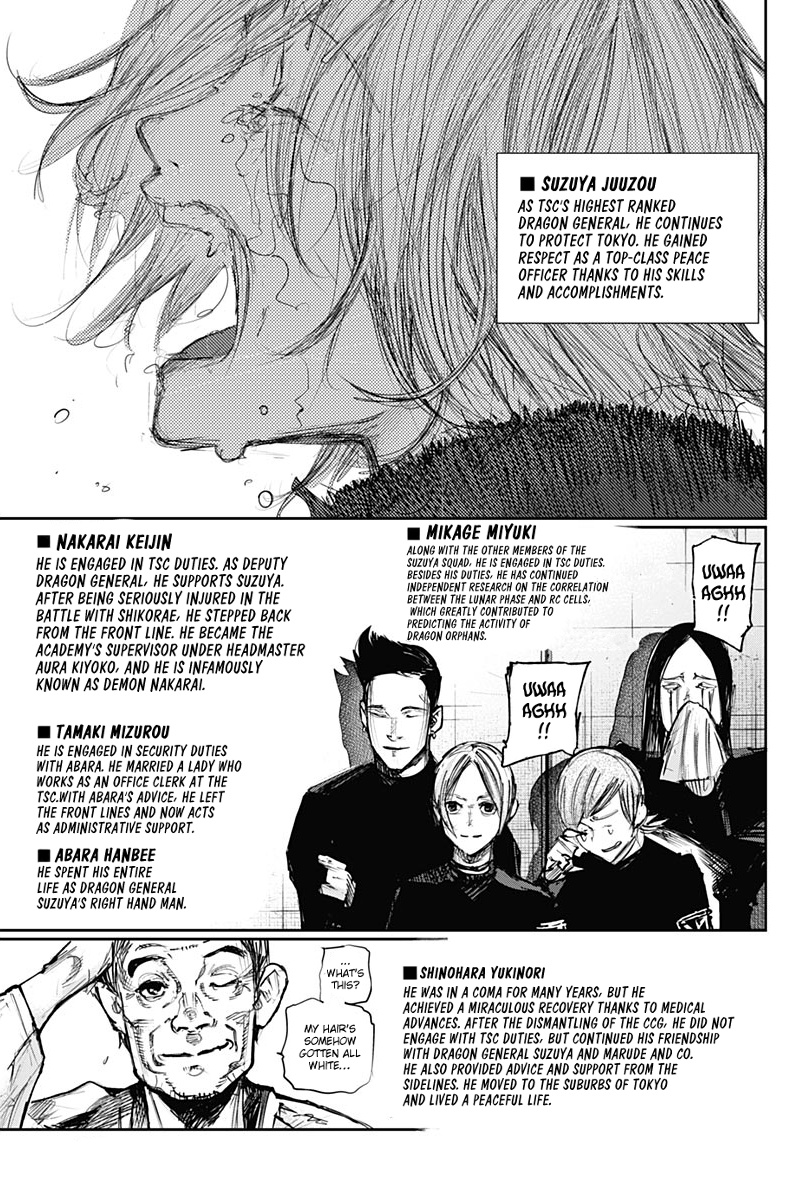 ■ SUZUYA JUUZOU
AS TSC'S HIGHEST RANKED
DRAGON GENERAL, HE CONTINUES
TO PROTECT TOKYO. HE GAINED
RESPECT AS A TOP-CLASS PEACE
OFFICER THANKS TO HIS SKILLS
AND ACCOMPLISHMENTS.
■ NAKARAI KEIJIN
HE IS ENGAGED IN TSC DUTIES. AS DEPUTY
DRAGON GENERAL, HE SUPPORTS SUZUYA.
AFTER BEING SERIOUSLY INJURED IN THE
BATTLE WITH SHIKORAE, HE STEPPED BACK
FROM THE FRONT LINE. HE BECAME THE
ACADEMY'S SUPERVISOR UNDER HEADMASTER
AURA KIYOKO, AND HE IS INFAMOUSLY
KNOWN AS DEMON NAKARAI.
■ MIKAGE MIYUKI
ALONG WITH THE OTHER MEMBERS OF THE
SUZUYA SQUAD, HE IS ENGAGED IN TSC DUTIES.
BESIDES HIS DUTIES, HE HAS CONTINUED
INDEPENDENT RESEARCH ON THE CORRELATION
BETWEEN THE LUNAR PHASE AND RC CELLS,
WHICH GREATLY CONTRIBUTED TO
PREDICTING THE ACTIVITY OF
DRAGON ORPHANS.
UWAA
AGHH
!!
UWAA
AGHH
!!
■ TAMAKI MIZUROU
HE IS ENGAGED IN SECURITY DUTIES
WITH ABARA. HE MARRIED A LADY WHO
WORKS AS AN OFFICE CLERK AT THE
TSC.WITH ABARA'S ADVICE, HE LEFT
THE FRONT LINES AND NOW ACTS
AS ADMINISTRATIVE SUPPORT.
■ ABARA HANBEE
HE SPENT HIS ENTIRE
LIFE AS DRAGON GENERAL
SUZUYA'S RIGHT HAND MAN.
...
WHAT'S
THIS?
MY HAIR'S
SOMEHOW
GOTTEN ALL
WHITE...
■ SHINOHARA YUKINORI
HE WAS IN A COMA FOR MANY YEARS, BUT HE
ACHIEVED A MIRACULOUS RECOVERY THANKS TO MEDICAL
ADVANCES. AFTER THE DISMANTLING OF THE CCG, HE DID NOT
ENGAGE WITH TSC DUTIES, BUT CONTINUED HIS FRIENDSHIP
WITH DRAGON GENERAL SUZUYA AND MARUDE AND CO.
HE ALSO PROVIDED ADVICE AND SUPPORT FROM THE
SIDELINES. HE MOVED TO THE SUBURBS OF TOKYO
AND LIVED A PEACEFUL LIFE.